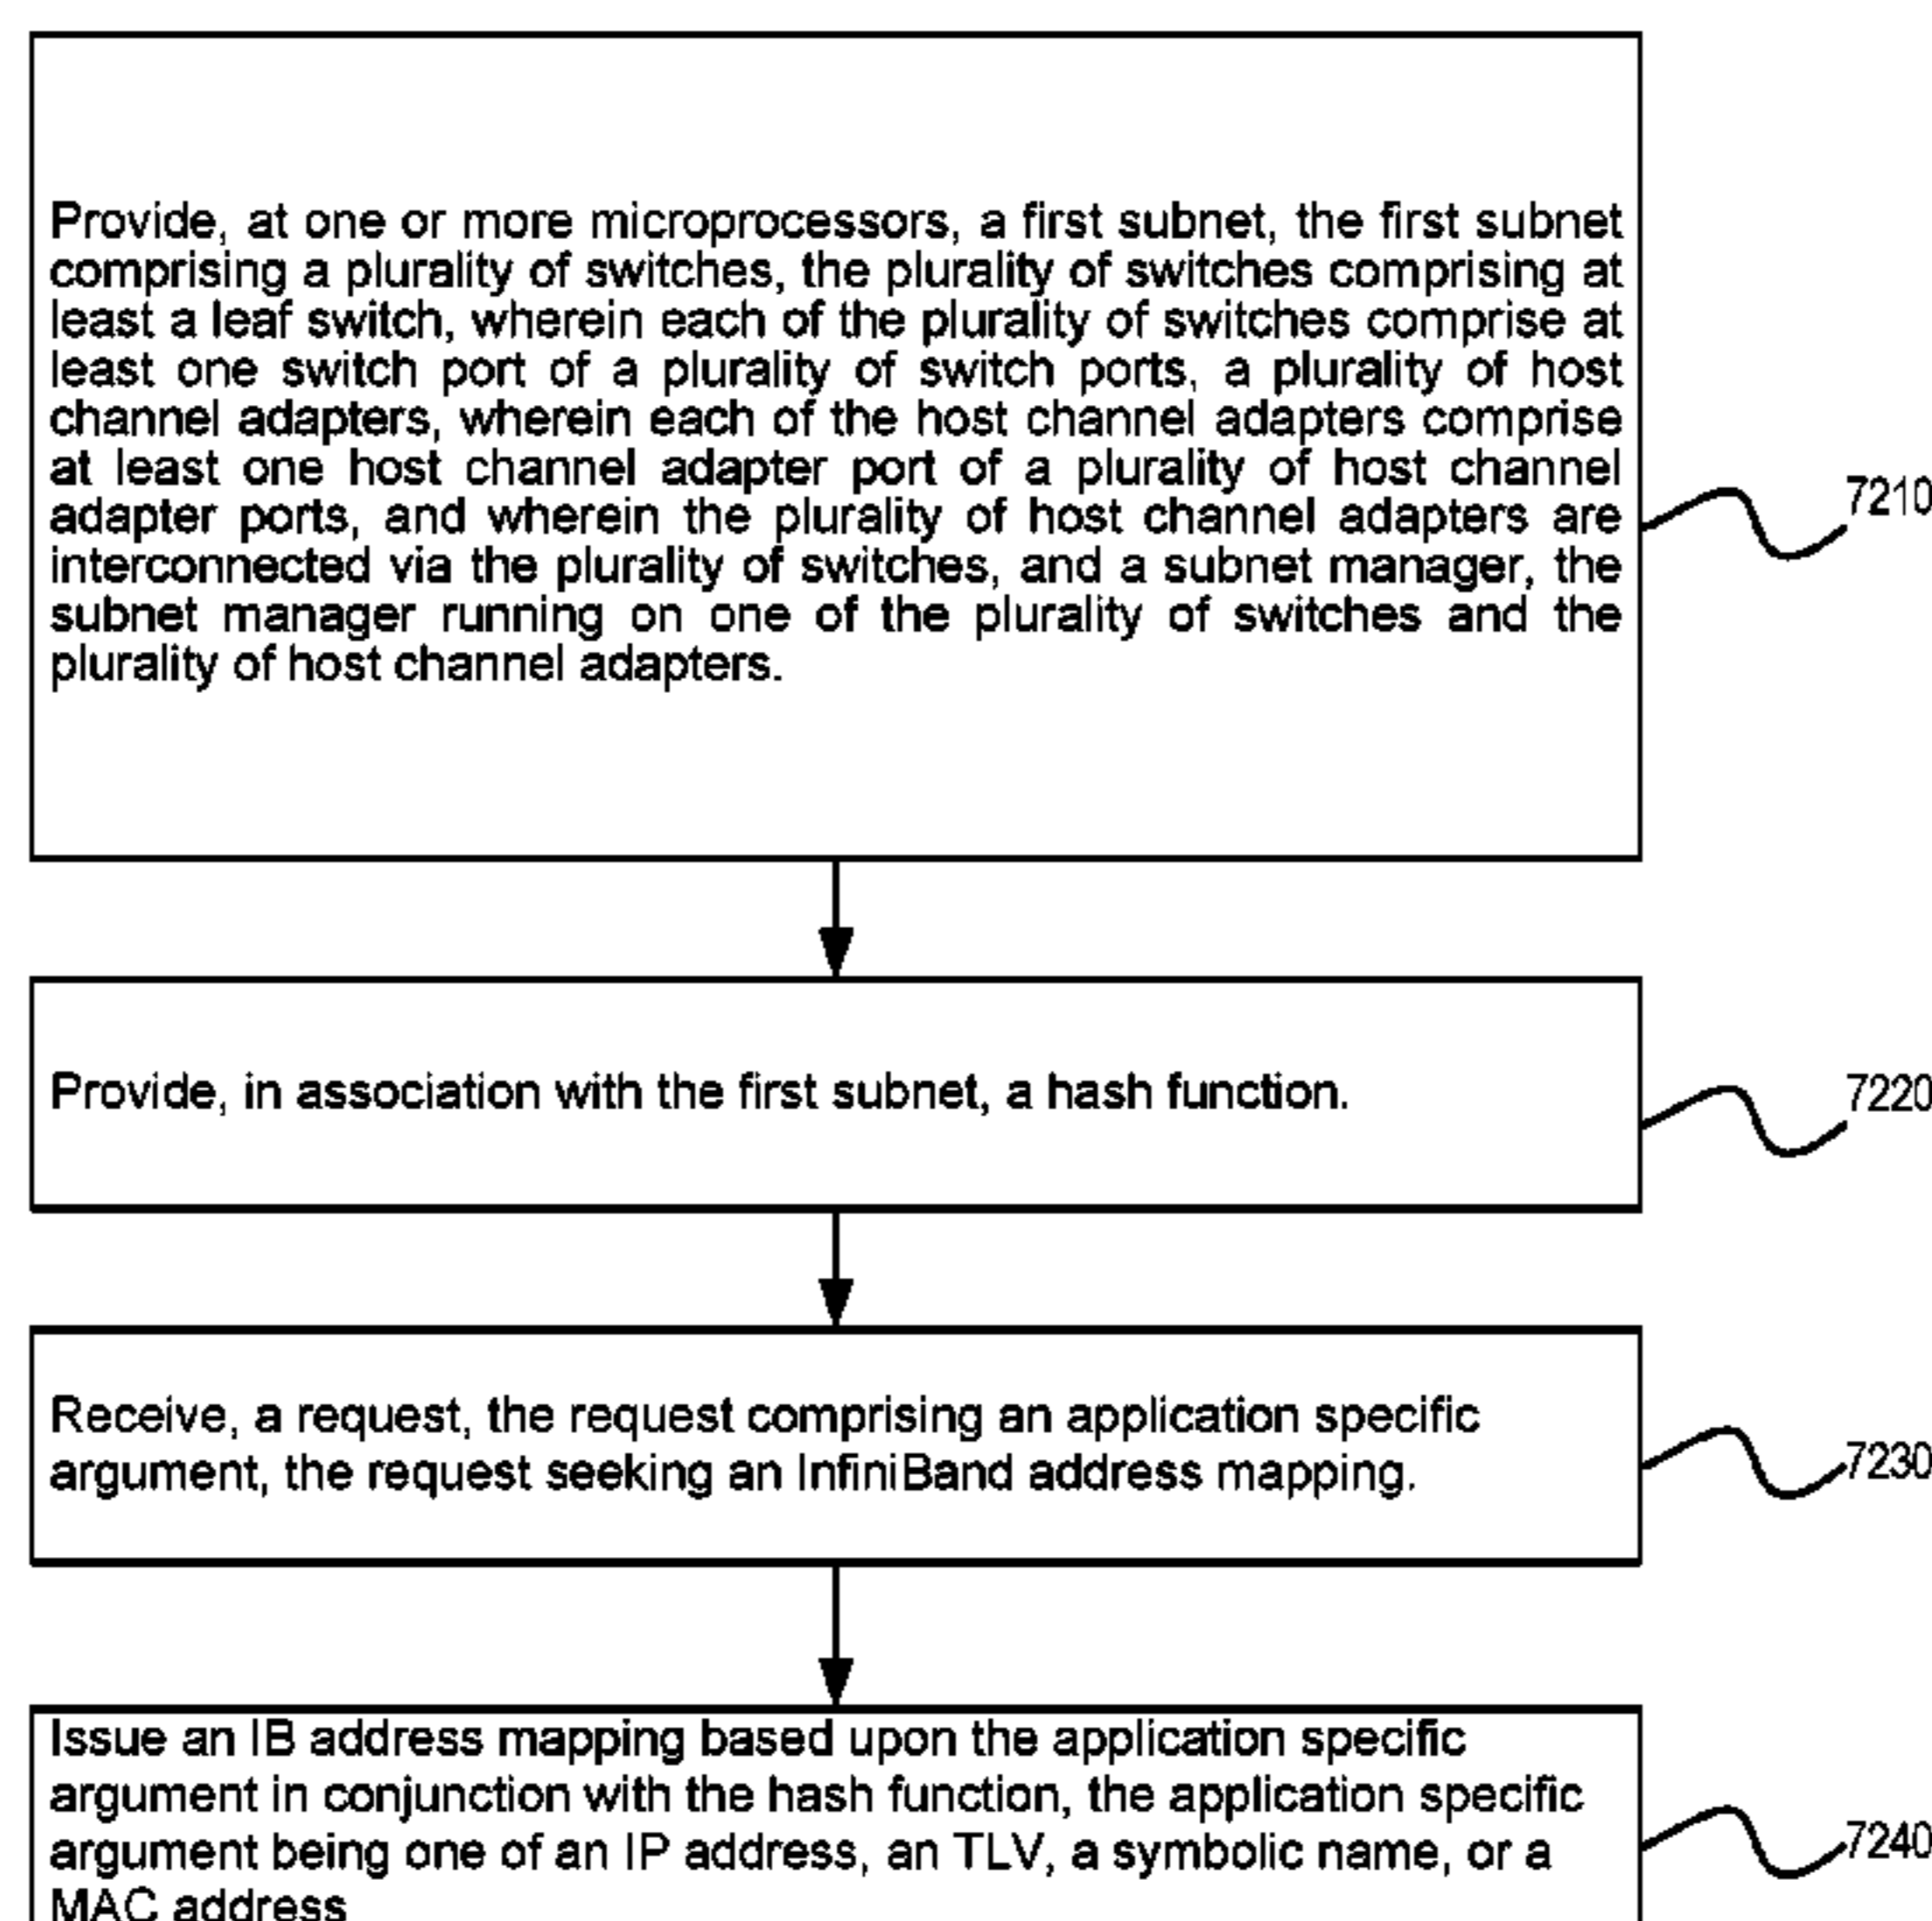 Provide, at one or more microprocessors, a first subnet, the first subnet
comprising a plurality of switches, the plurality of switches comprising at
least a leaf switch, wherein each of the plurality of switches comprise at
least one switch port of a plurality of switch ports, a plurality of host
channel adapters, wherein each of the host channel adapters comprise
at least one host channel adapter port of a plurality of host channel
adapter ports, and wherein the plurality of host channel adapters are
interconnected via the plurality of switches, and a subnet manager, the
subnet manager running on one of the plurality of switches and the
plurality of host channel adapters.
7210
Provide, in association with the first subnet, a hash function.
7220
Receive, a request, the request comprising an application specific
argument, the request seeking an InfiniBand address mapping.
7230
Issue an IB address mapping based upon the application specific
argument in conjunction with the hash function, the application specific
argument being one of an IP address, an TLV, a symbolic name, or a
MAC address
7240